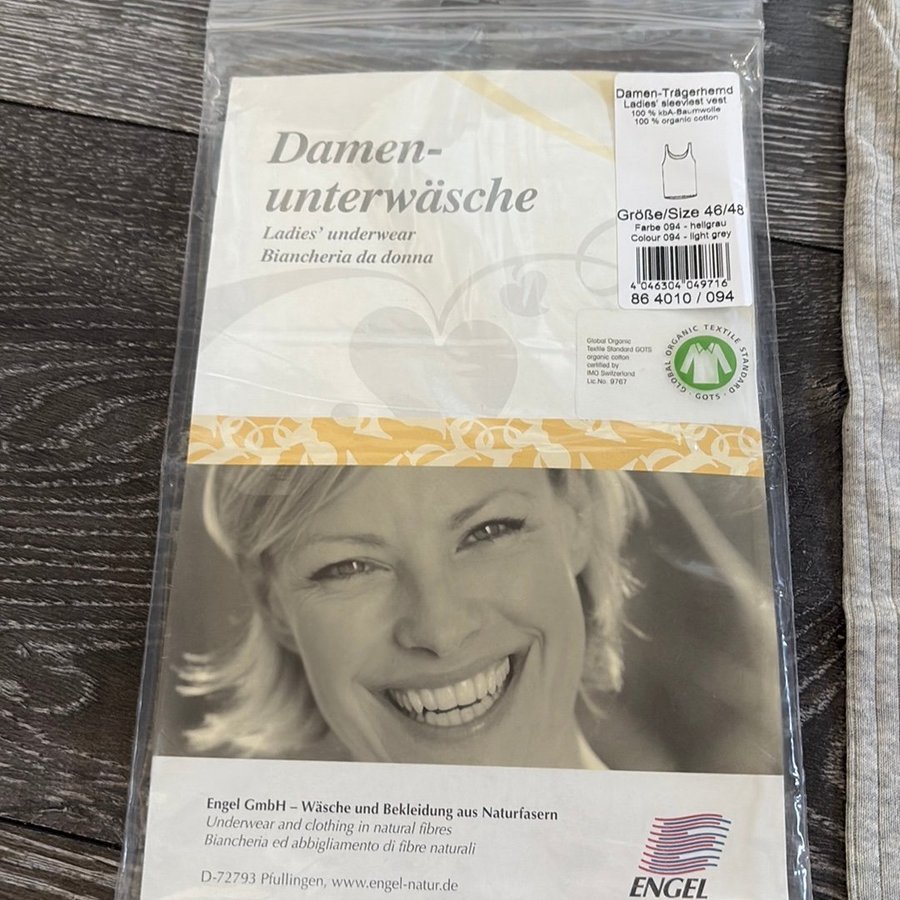 Damen-
unterwäsche
Ladies' underwear
Biancheria da donna
Damen-Trägerhemd
Ladies' sleevlest vest
100 % kbA-Baumwolle
100 % organic cotton
Größe/Size 46/48
Farbe 094 - hellgrau
Colour 094 - light grey
4 046304 049716
86 4010 / 094
Global Organic
Textile Standard GOTS
organic cotton
certified by
IMO Switzerland
Lic.No. 9767
GLOBAL ORGANIC TEXTILE STANDARD
· GOTS ·
Engel GmbH – Wäsche und Bekleidung aus Naturfasern
Underwear and clothing in natural fibres
Biancheria ed abbigliamento di fibre naturali
D-72793 Pfullingen, www.engel-natur.de
ENGEL